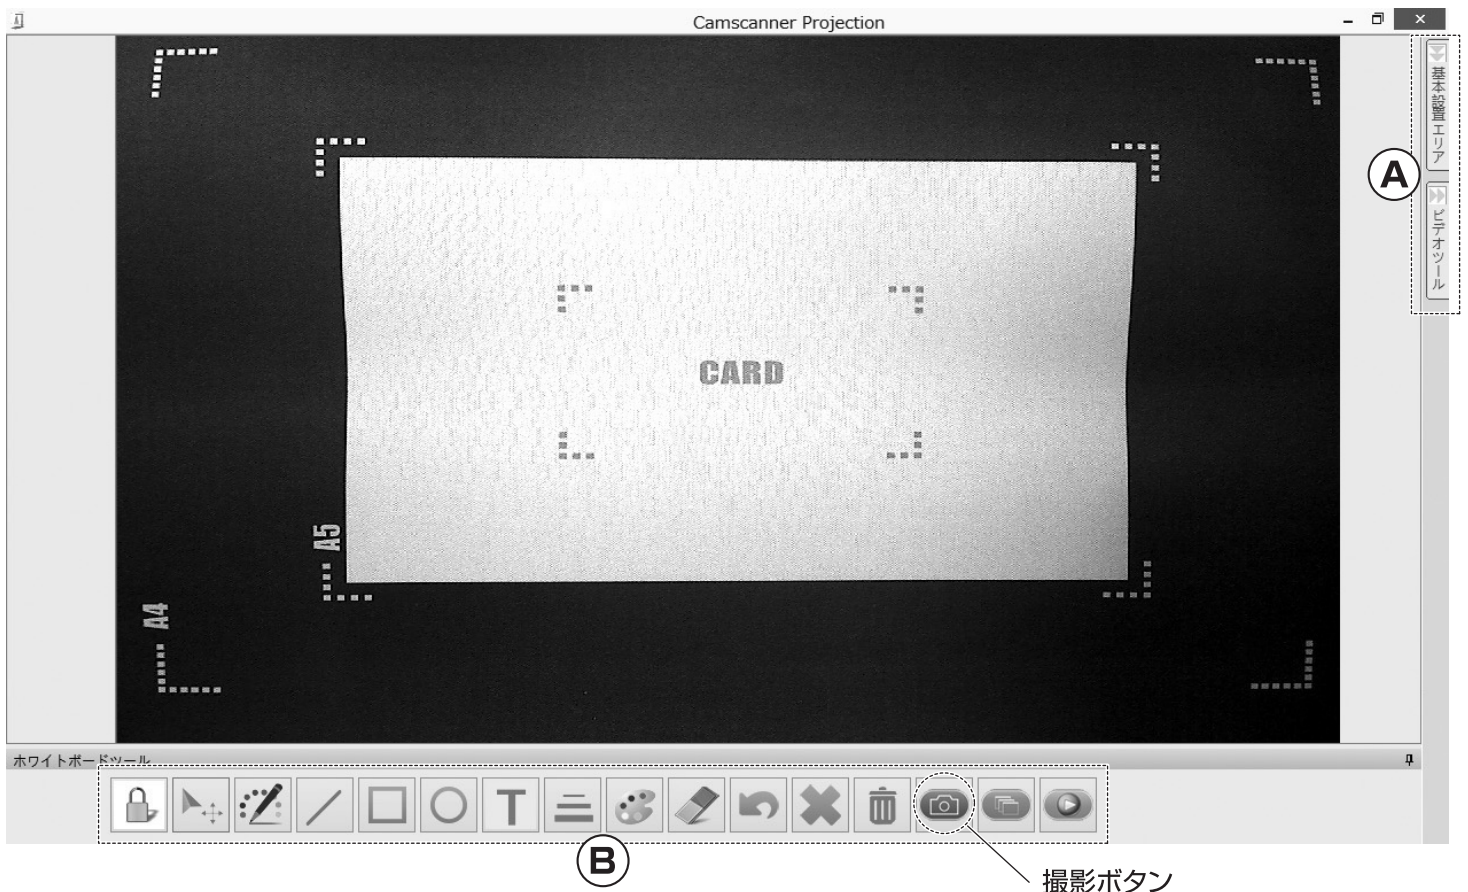 Camscanner Projection
基本設置エリア
A
ビデオツール
CARD
A5
A4
ホワイトボードツール
T
B
撮影ボタン